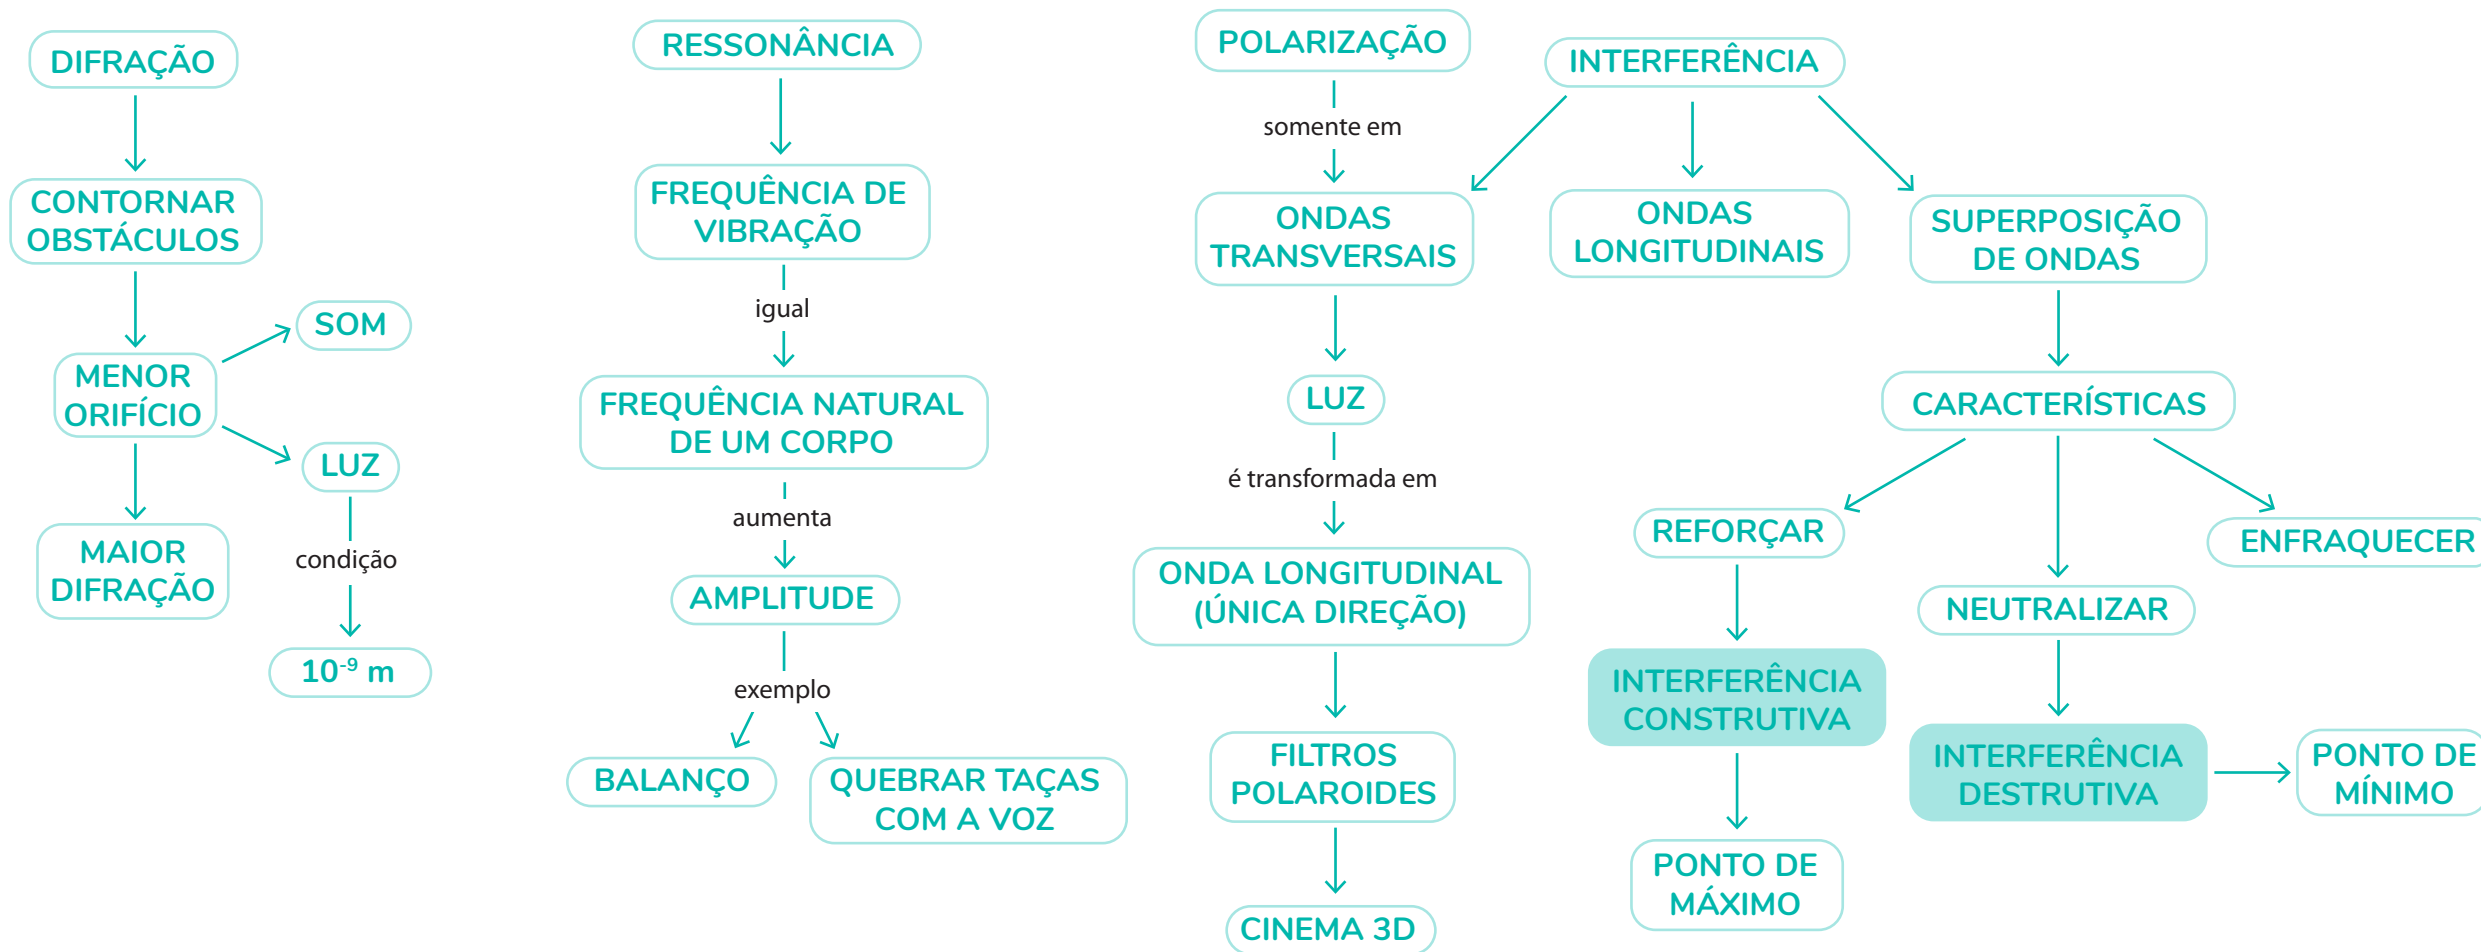 DIFRAÇÃO
CONTORNAR
OBSTÁCULOS
MENOR
ORIFÍCIO
SOM
LUZ
condição
10⁻⁹ m
MAIOR
DIFRAÇÃO
RESSONÂNCIA
FREQUÊNCIA DE
VIBRAÇÃO
igual
FREQUÊNCIA NATURAL
DE UM CORPO
aumenta
AMPLITUDE
exemplo
BALANÇO
QUEBRAR TAÇAS
COM A VOZ
POLARIZAÇÃO
somente em
ONDAS
TRANSVERSAIS
LUZ
é transformada em
ONDA LONGITUDINAL
(ÚNICA DIREÇÃO)
FILTROS
POLAROIDES
CINEMA 3D
INTERFERÊNCIA
ONDAS
LONGITUDINAIS
SUPERPOSIÇÃO
DE ONDAS
CARACTERÍSTICAS
REFORÇAR
INTERFERÊNCIA
CONSTRUTIVA
PONTO DE
MÁXIMO
NEUTRALIZAR
INTERFERÊNCIA
DESTRUTIVA
PONTO DE
MÍNIMO
ENFRAQUECER